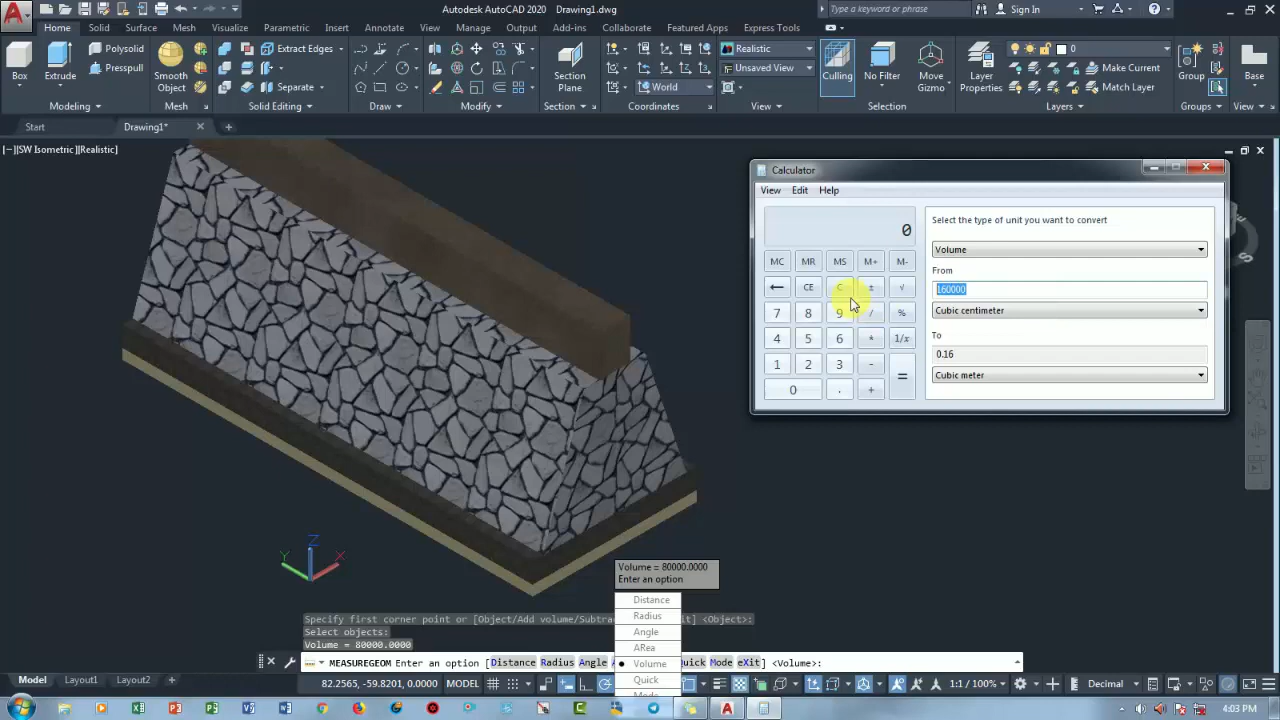 Autodesk AutoCAD 2020 Drawing1.dwg
Type a keyword or phrase
Sign In
Home Solid Surface Mesh Visualize Parametric Insert Annotate View Manage Output Add-ins Collaborate Featured Apps Express Tools
Box
Extrude
Polysolid
Presspull
Smooth Object
Extrude Edges
Separate
Section Plane
World
Realistic
Unsaved View
Culling
No Filter
Move Gizmo
Layer Properties
0
Make Current
Match Layer
Group
Base
Modeling
Mesh
Solid Editing
Draw
Modify
Section
Coordinates
View
Selection
Layers
Groups
View
Start
Drawing1*
[−][SW Isometric][Realistic]
Calculator
View Edit Help
0
MC MR MS M+ M-
CE C ± √
7 8 9 / %
4 5 6 * 1/x
1 2 3 - =
0 . +
Select the type of unit you want to convert
Volume
From
160000
Cubic centimeter
To
0.16
Cubic meter
Z
Y
X
Volume = 80000.0000
Enter an option
Distance
Radius
Angle
ARea
Volume
Quick
Mode
Specify first corner point or [Object/Add volume/Subtra
it] <Object>:
Select objects:
Volume = 80000.0000
MEASUREGEOM Enter an option [Distance Radius Angle
Quick Mode eXit] <Volume>:
Model Layout1 Layout2
82.2565, -59.8201, 0.0000 MODEL
1:1 / 100%
Decimal
4:03 PM